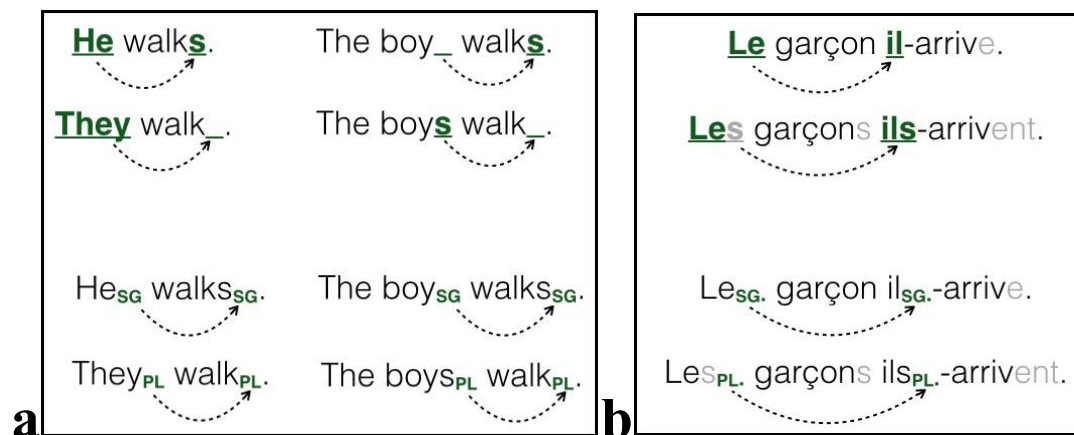 He walks.
The boy_ walks.
They walk_.
The boys walk_.
HeSG walksSG.
The boySG walksSG.
TheyPL walkPL.
The boysPL walkPL.
a
Le garçon il-arrive.
Les garçons ils-arrivent.
LeSG. garçon ilSG.-arrive.
LesPL. garçons ilsPL.-arrivent.
b